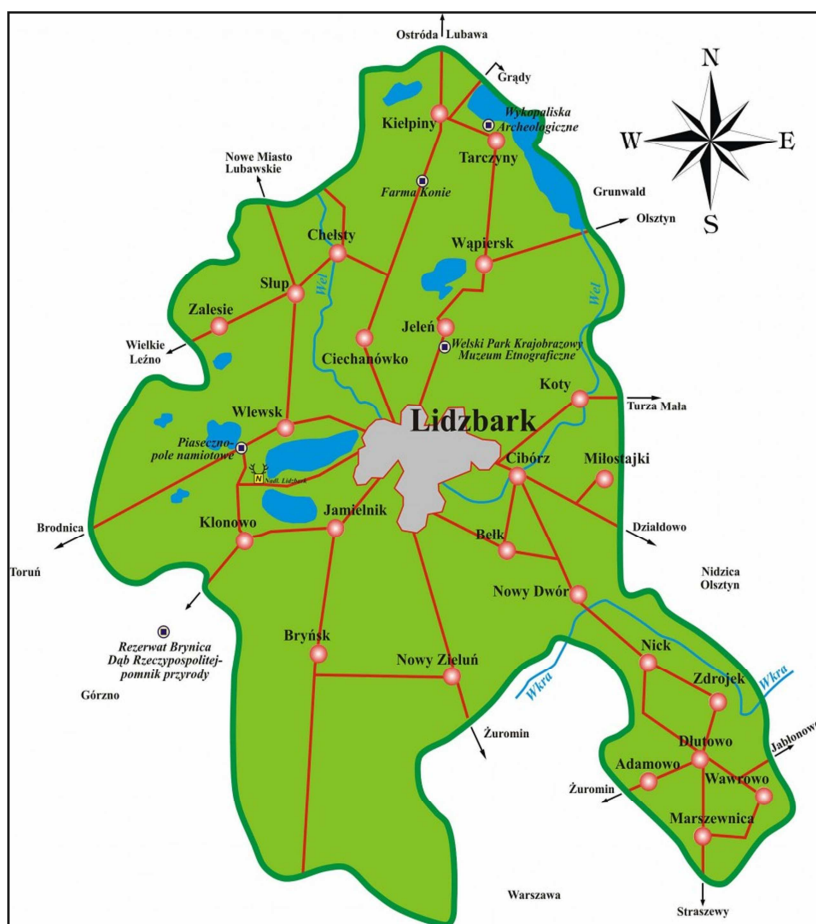 Ostróda Lubawa
Grądy
N
Kiełpiny
Wykopaliska
Archeologiczne
Tarczyny
W
E
S
Nowe Miasto
Lubawskie
Farma Konie
Grunwald
Olsztyn
Chełsty
Wąpiersk
Wel
Wel
Słup
Zalesie
Jeleń
Wielkie
Leźno
Ciechanówko
Welski Park Krajobrazowy
Muzeum Etnograficzne
Koty
Turza Mała
Wlewsk
Lidzbark
Piaseczno-
pole namiotowe
Cibórz
Miłostajki
N
Nadl. Lidzbark
Brodnica
Klonowo
Jamielnik
Działdowo
Bełk
Toruń
Nidzica
Olsztyn
Nowy Dwór
Rezerwat Brynica
Dąb Rzeczypospolitej-
pomnik przyrody
Bryńsk
Nick
Nowy Zieluń
Zdrojek
Wkra
Wkra
Górzno
Żuromin
Dłutowo
Jabłonowo
Adamowo
Wawrowo
Żuromin
Marszewnica
Warszawa
Straszewy